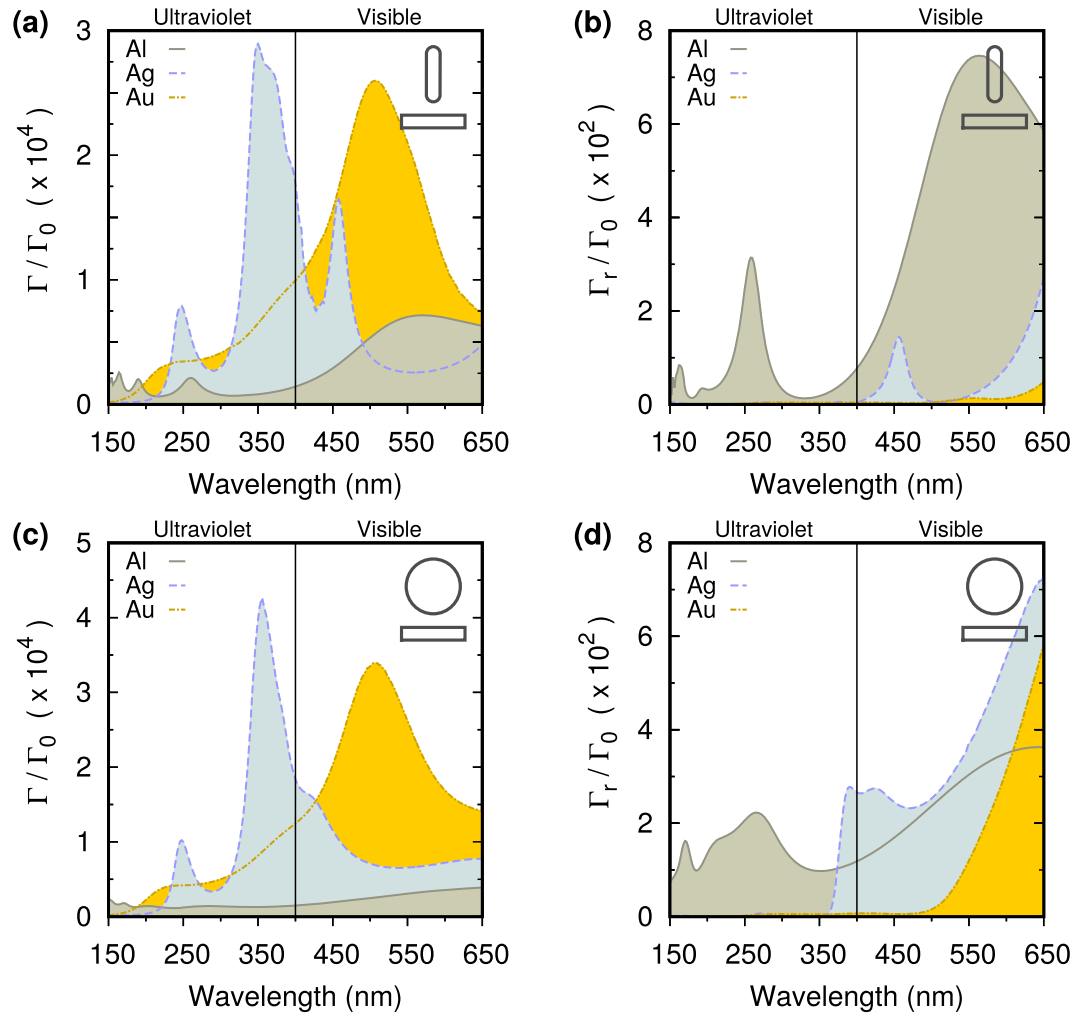 (a) Ultraviolet Visible
Al
Ag
Au
3
2
1
0
Γ / Γ0 ( x 10^4 )
150 250 350 450 550 650
Wavelength (nm)
(b) Ultraviolet Visible
Al
Ag
Au
8
6
4
2
0
Γr / Γ0 ( x 10^2 )
150 250 350 450 550 650
Wavelength (nm)
(c) Ultraviolet Visible
Al
Ag
Au
5
4
3
2
1
0
Γ / Γ0 ( x 10^4 )
150 250 350 450 550 650
Wavelength (nm)
(d) Ultraviolet Visible
Al
Ag
Au
8
6
4
2
0
Γr / Γ0 ( x 10^2 )
150 250 350 450 550 650
Wavelength (nm)